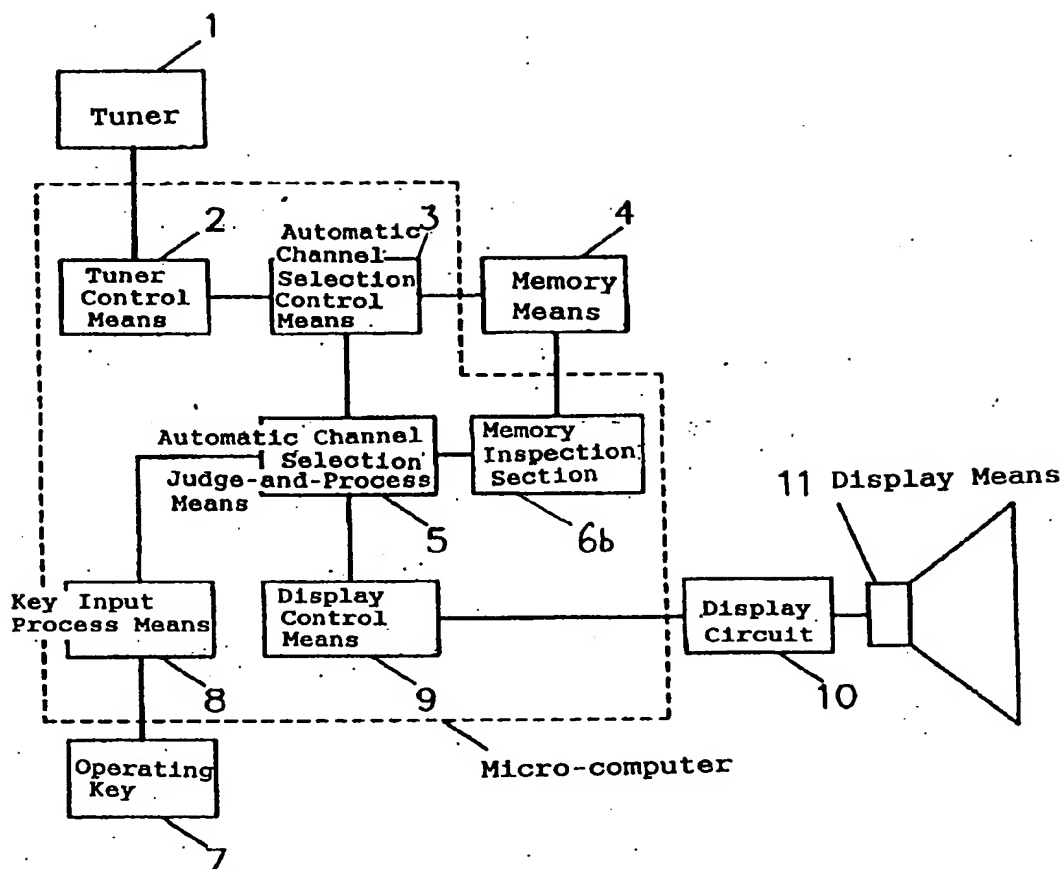 1
Tuner
2
Tuner
Control
Means
3
Automatic
Channel
Selection
Control
Means
4
Memory
Means
Automatic Channel
Selection
Judge-and-Process
Means
5
Memory
Inspection
Section
6b
11 Display Means
Key Input
Process Means
8
Display
Control
Means
9
Display
Circuit
10
Operating
Key
7
Micro-computer